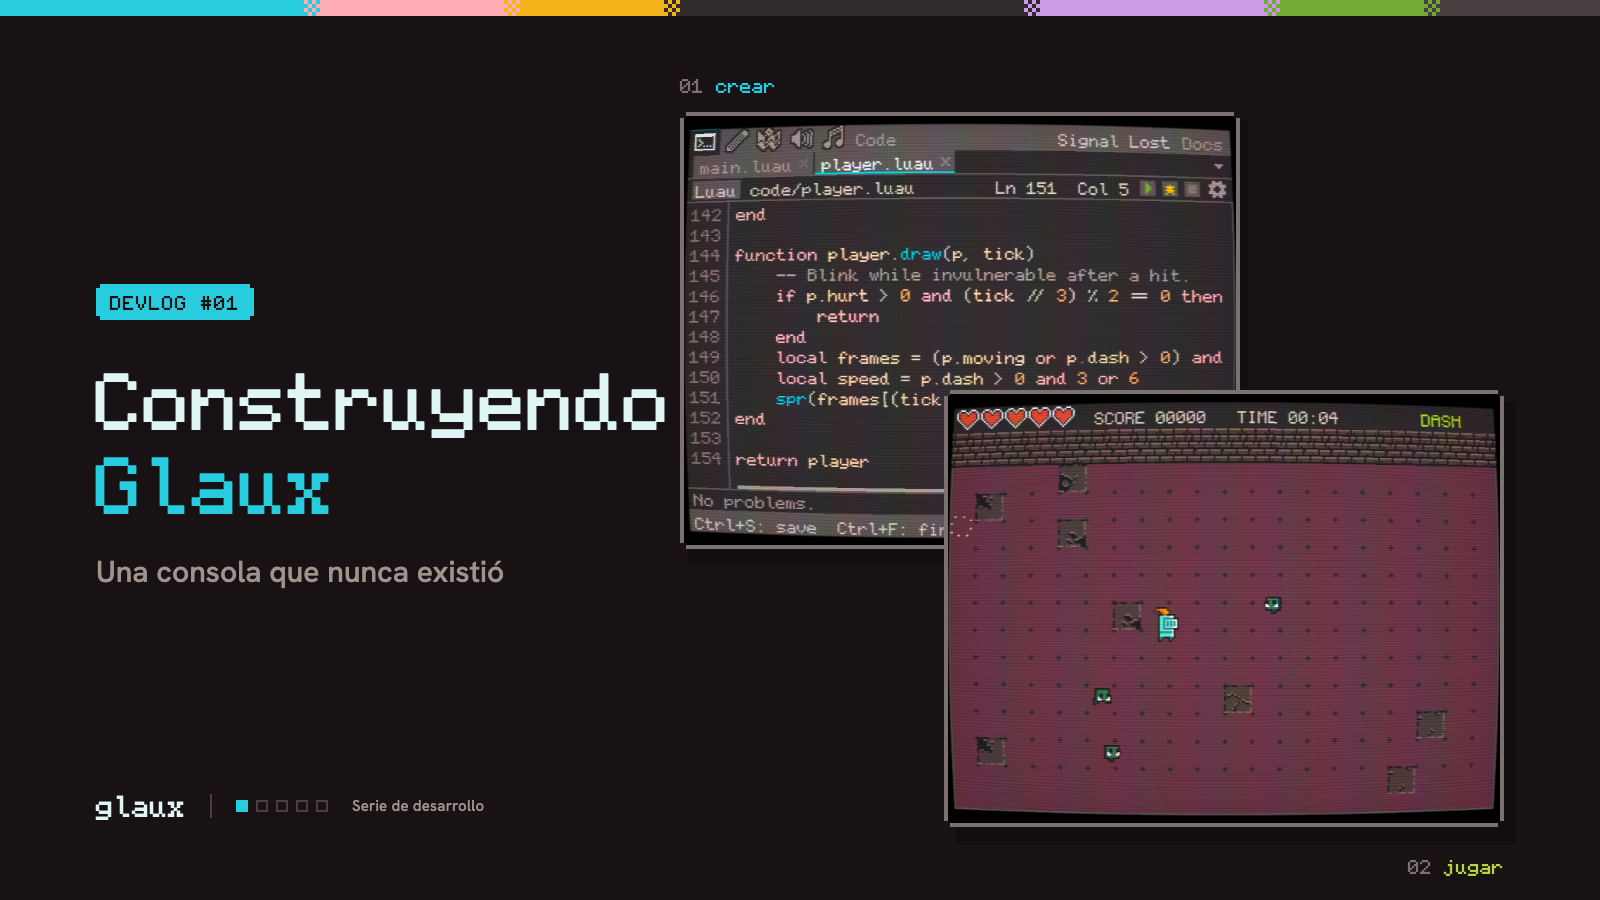 01 crear
Code Signal Lost Docs
main.luau × player.luau ×
Luau code/player.luau Ln 151 Col 5
142 end
143
144 function player.draw(p, tick)
145 -- Blink while invulnerable after a hit.
146 if p.hurt > 0 and (tick // 3) % 2 == 0 then
147 return
148 end
149 local frames = (p.moving or p.dash > 0) and
150 local speed = p.dash > 0 and 3 or 6
151 spr(frames[(tick
152 end
153
154 return player
No problems.
Ctrl+S: save Ctrl+F: fin
DEVLOG #01
Construyendo
Glaux
Una consola que nunca existió
glaux
Serie de desarrollo
SCORE 00000 TIME 00:04 DASH
02 jugar